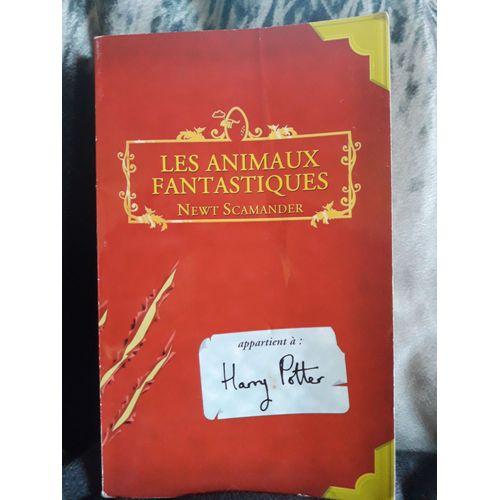 LES ANIMAUX
FANTASTIQUES
NEWT SCAMANDER
appartient à :
Harry Potter